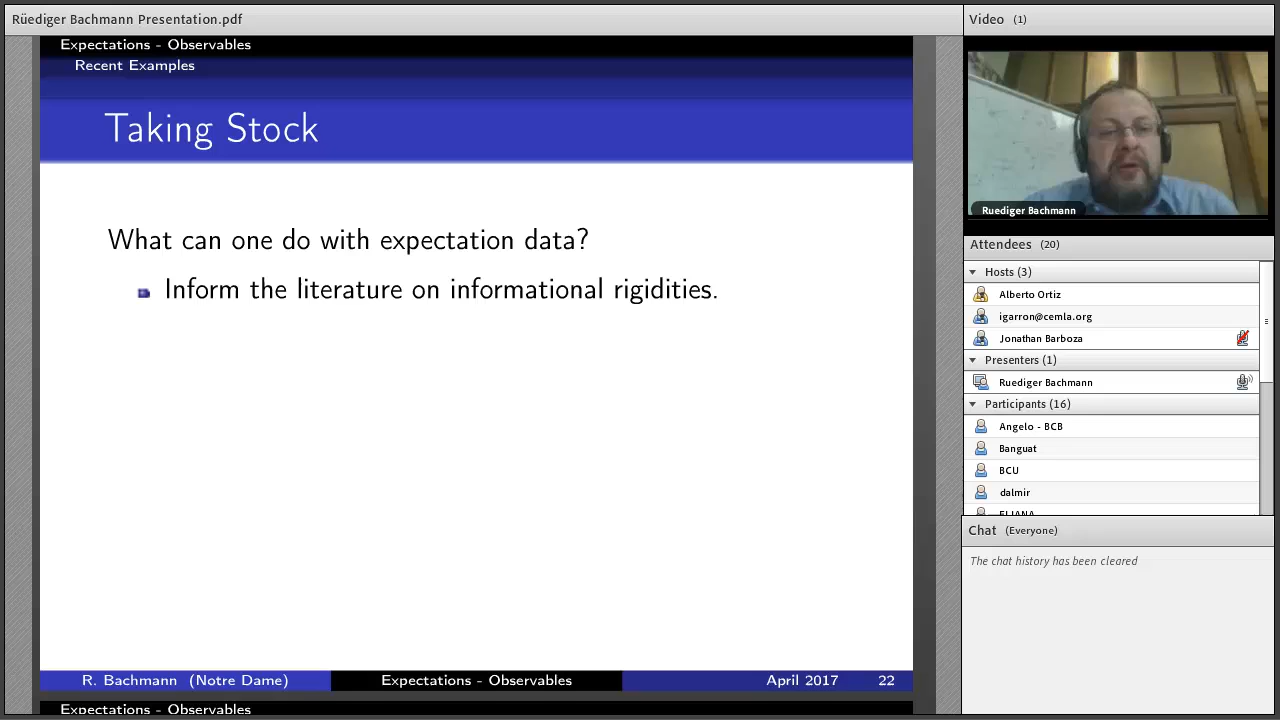 Rüediger Bachmann Presentation.pdf
Expectations - Observables
Recent Examples
Taking Stock
What can one do with expectation data?
Inform the literature on informational rigidities.
R. Bachmann (Notre Dame)
Expectations - Observables
April 2017
22
Expectations - Observables
Video (1)
Ruediger Bachmann
Attendees (20)
Hosts (3)
Alberto Ortiz
igarron@cemla.org
Jonathan Barboza
Presenters (1)
Ruediger Bachmann
Participants (16)
Angelo - BCB
Banguat
BCU
dalmir
Chat (Everyone)
The chat history has been cleared